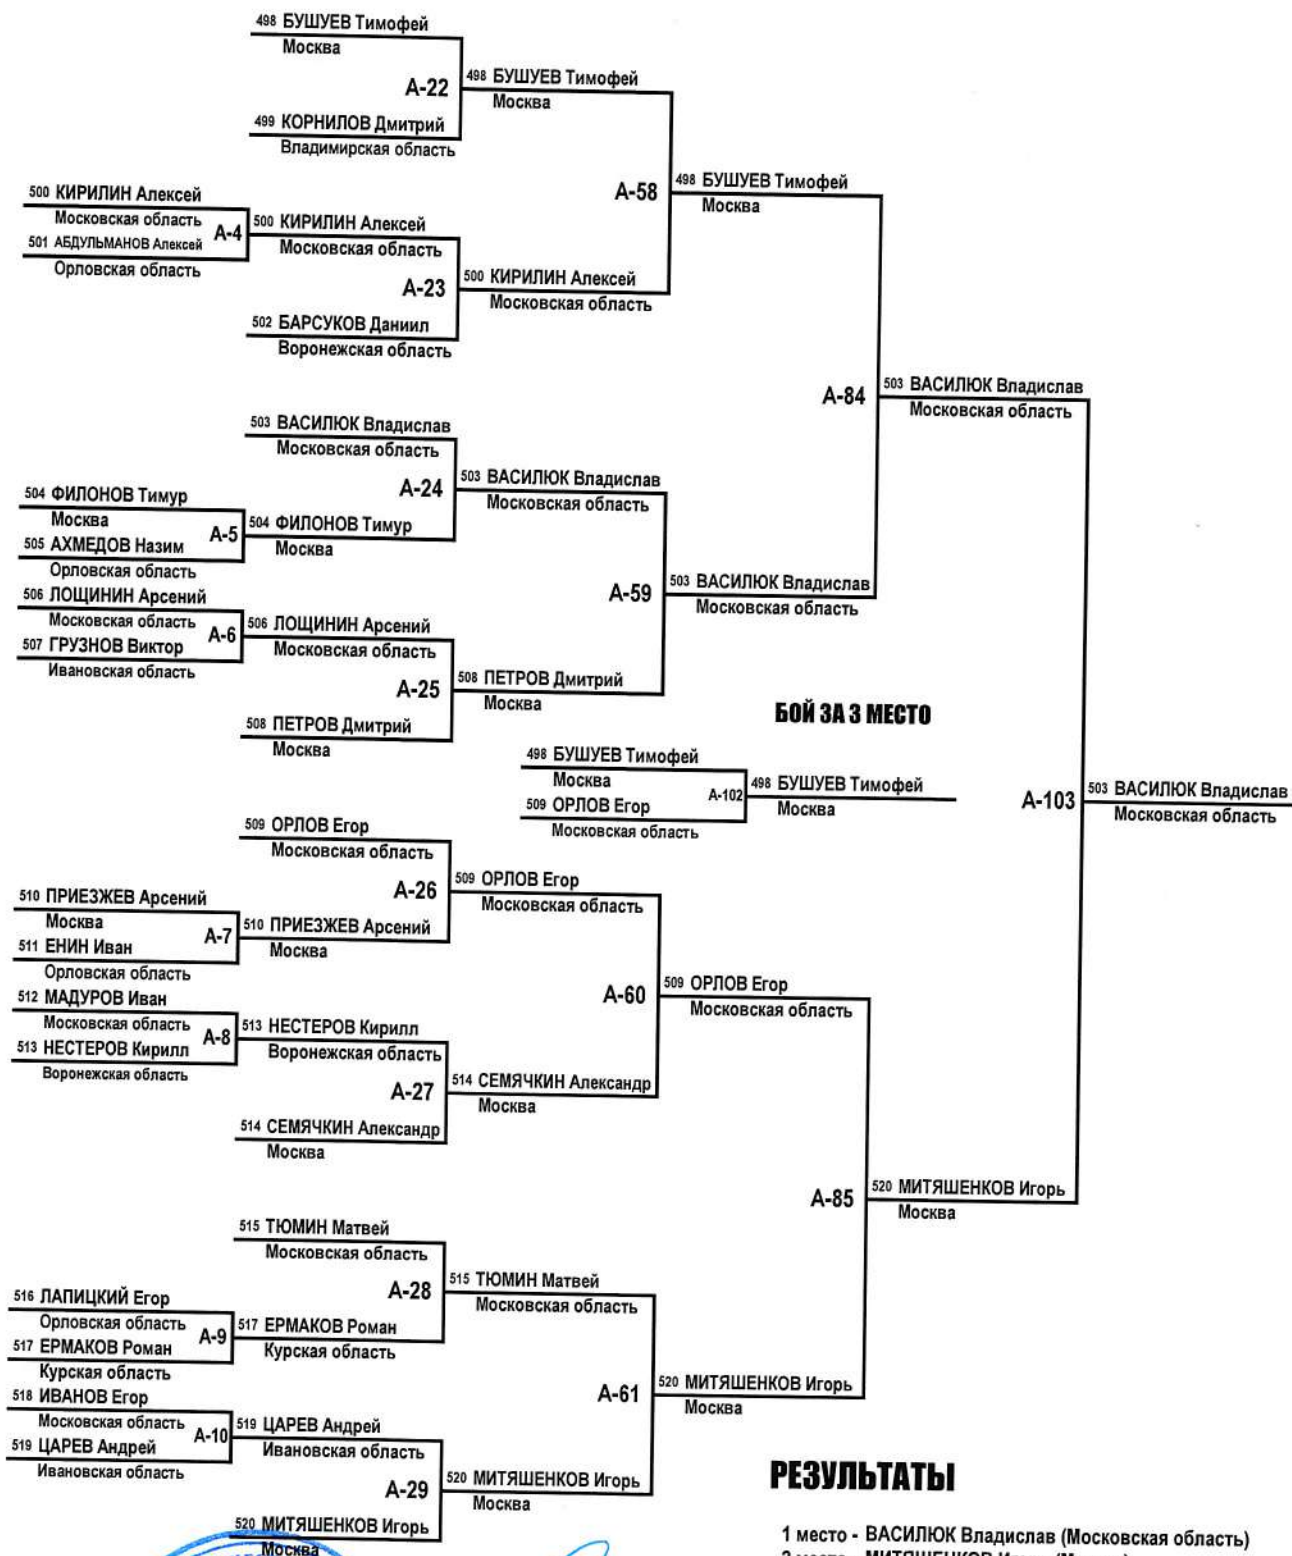 498 БУШУЕВ Тимофей
Москва
А-22
498 БУШУЕВ Тимофей
Москва
499 КОРНИЛОВ Дмитрий
Владимирская область
А-58
498 БУШУЕВ Тимофей
Москва
500 КИРИЛИН Алексей
Московская область
А-4
501 АБДУЛЬМАНОВ Алексей
Орловская область
500 КИРИЛИН Алексей
Московская область
А-23
500 КИРИЛИН Алексей
Московская область
502 БАРСУКОВ Даниил
Воронежская область
А-84
503 ВАСИЛЮК Владислав
Московская область
503 ВАСИЛЮК Владислав
Московская область
А-24
503 ВАСИЛЮК Владислав
Московская область
504 ФИЛОНОВ Тимур
Москва
А-5
505 АХМЕДОВ Назим
Орловская область
504 ФИЛОНОВ Тимур
Москва
А-59
503 ВАСИЛЮК Владислав
Московская область
506 ЛОЩИНИН Арсений
Московская область
А-6
507 ГРУЗНОВ Виктор
Ивановская область
506 ЛОЩИНИН Арсений
Московская область
А-25
508 ПЕТРОВ Дмитрий
Москва
508 ПЕТРОВ Дмитрий
Москва
БОЙ ЗА 3 МЕСТО
498 БУШУЕВ Тимофей
Москва
А-102
509 ОРЛОВ Егор
Московская область
498 БУШУЕВ Тимофей
Москва
А-103
503 ВАСИЛЮК Владислав
Московская область
509 ОРЛОВ Егор
Московская область
А-26
509 ОРЛОВ Егор
Московская область
510 ПРИЕЗЖЕВ Арсений
Москва
А-7
511 ЕНИН Иван
Орловская область
510 ПРИЕЗЖЕВ Арсений
Москва
А-60
509 ОРЛОВ Егор
Московская область
512 МАДУРОВ Иван
Московская область
А-8
513 НЕСТЕРОВ Кирилл
Воронежская область
513 НЕСТЕРОВ Кирилл
Воронежская область
А-27
514 СЕМЯЧКИН Александр
Москва
514 СЕМЯЧКИН Александр
Москва
А-85
520 МИТЯШЕНКОВ Игорь
Москва
515 ТЮМИН Матвей
Московская область
А-28
515 ТЮМИН Матвей
Московская область
516 ЛАПИЦКИЙ Егор
Орловская область
А-9
517 ЕРМАКОВ Роман
Курская область
517 ЕРМАКОВ Роман
Курская область
А-61
520 МИТЯШЕНКОВ Игорь
Москва
518 ИВАНОВ Егор
Московская область
А-10
519 ЦАРЕВ Андрей
Ивановская область
519 ЦАРЕВ Андрей
Ивановская область
А-29
520 МИТЯШЕНКОВ Игорь
Москва
520 МИТЯШЕНКОВ Игорь
Москва
РЕЗУЛЬТАТЫ
1 место - ВАСИЛЮК Владислав (Московская область)